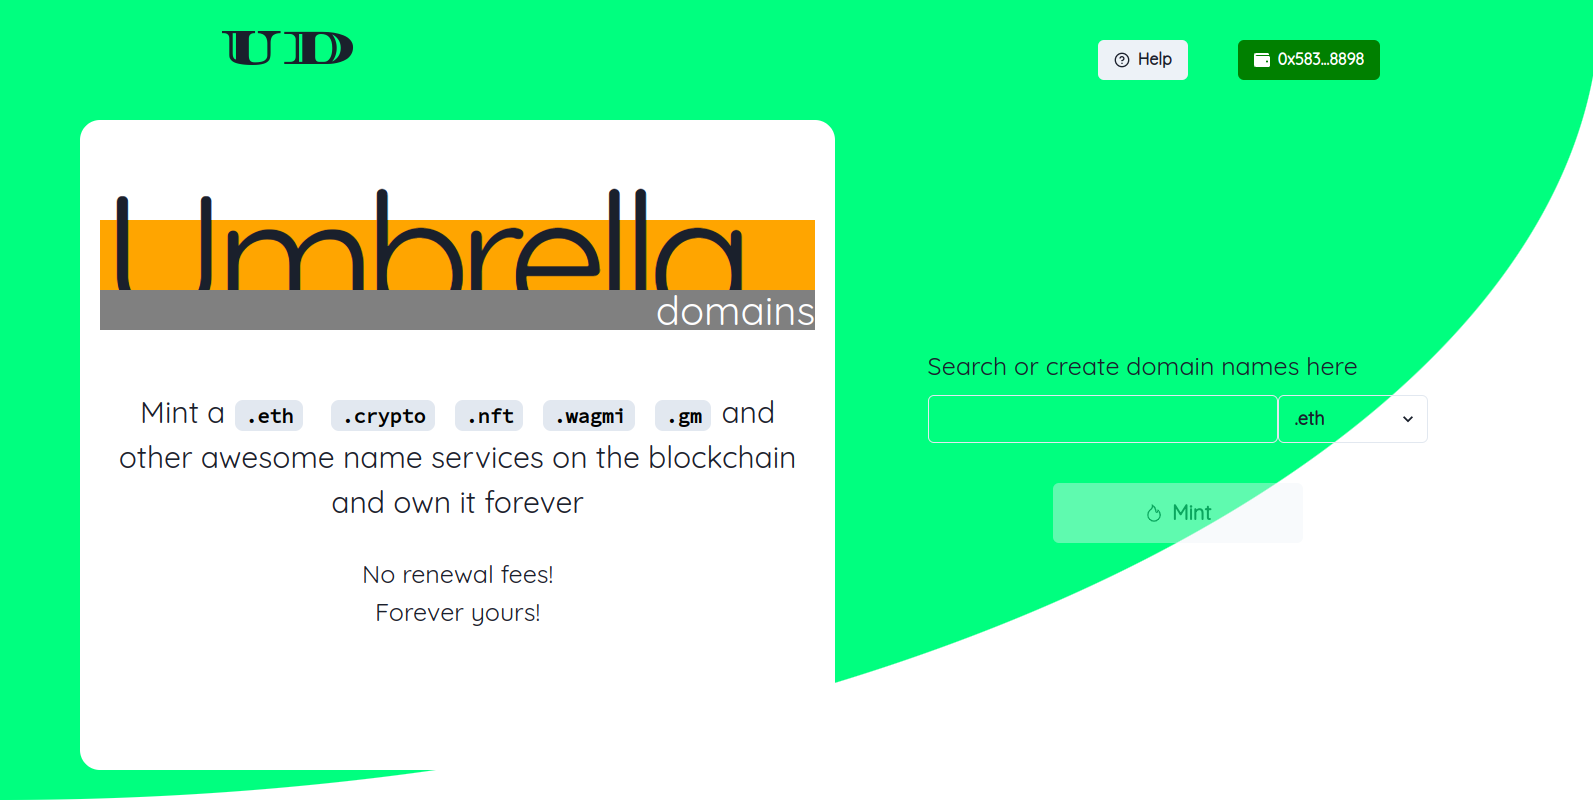 UD
Help
0x583...8898
Umbrella
domains
Mint a .eth .crypto .nft .wagmi .gm and
other awesome name services on the blockchain
and own it forever
No renewal fees!
Forever yours!
Search or create domain names here
.eth
Mint